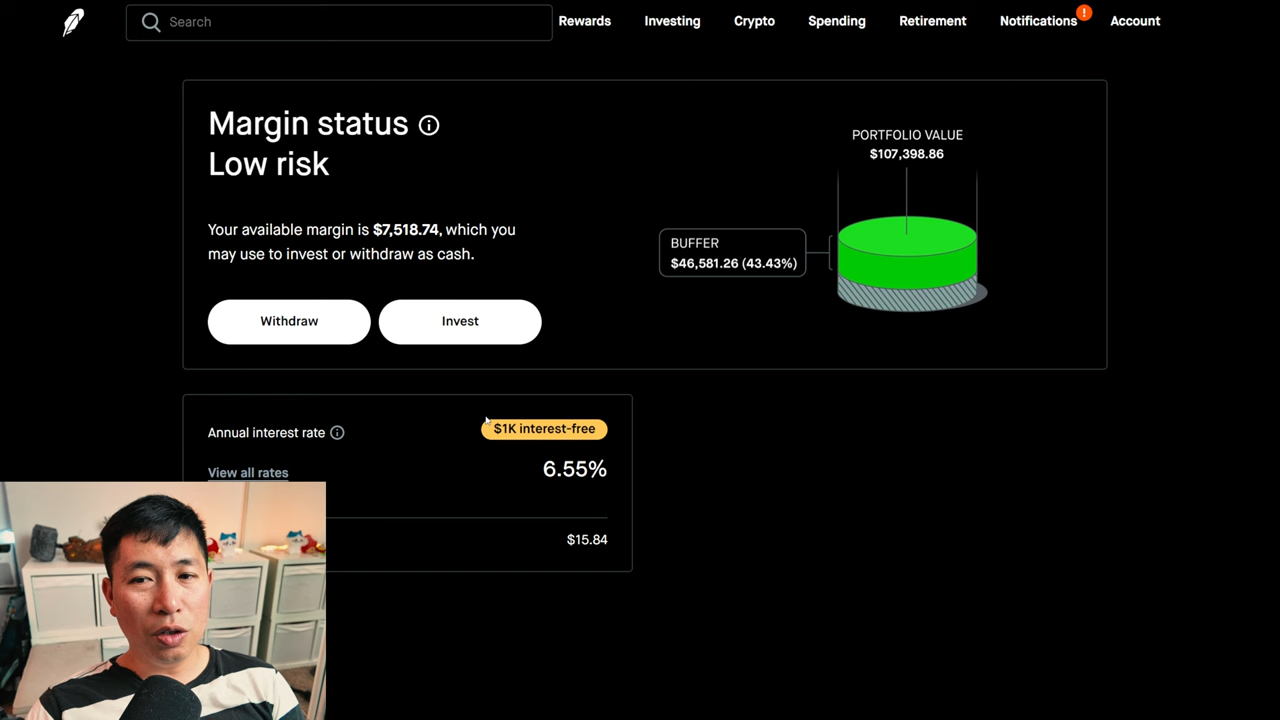 Search
Rewards
Investing
Crypto
Spending
Retirement
Notifications
!
Account
Margin status
Low risk
Your available margin is $7,518.74, which you
may use to invest or withdraw as cash.
Withdraw
Invest
PORTFOLIO VALUE
$107,398.86
BUFFER
$46,581.26 (43.43%)
Annual interest rate
$1K interest-free
View all rates
6.55%
$15.84